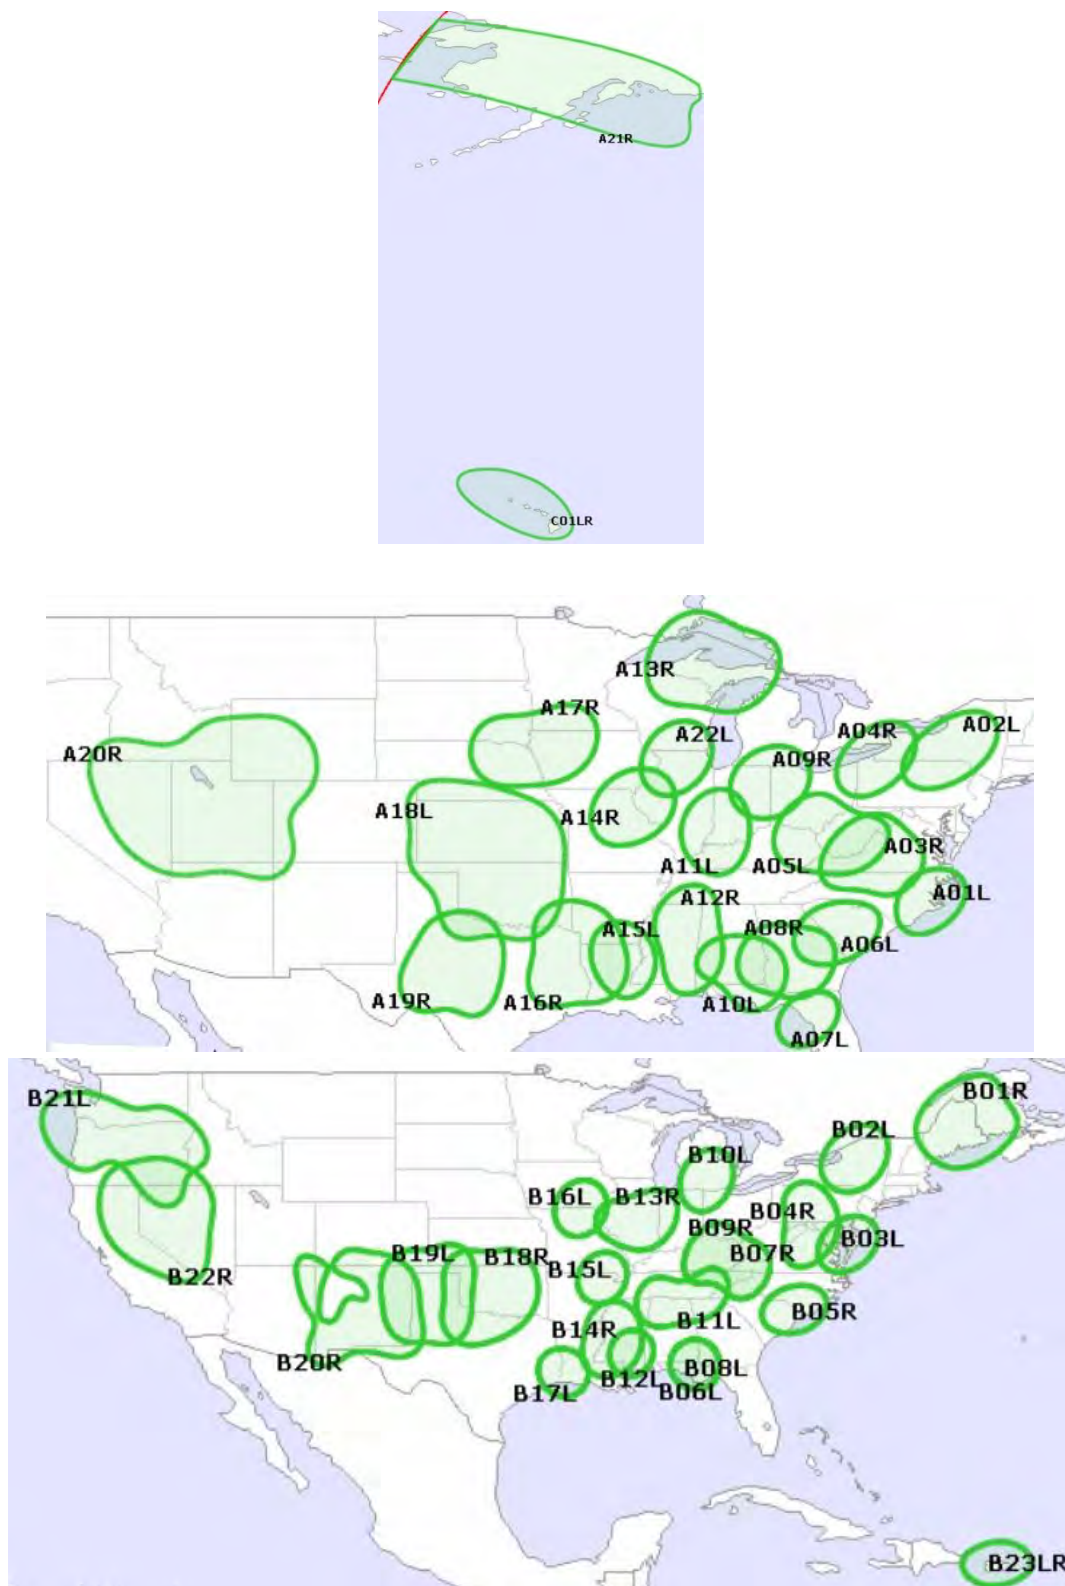 A21R
C01LR
A13R
A17R
A22L
A04R
A02L
A20R
A09R
A18L
A14R
A11L
A05L
A03R
A12R
A01L
A15L
A08R
A06L
A19R
A16R
A10L
A07L
B21L
B01R
B02L
B10L
B16L
B13R
B04R
B09R
B03L
B19L
B18R
B07R
B22R
B15L
B05R
B14R
B11L
B20R
B12L
B08L
B17L
B06L
B23LR